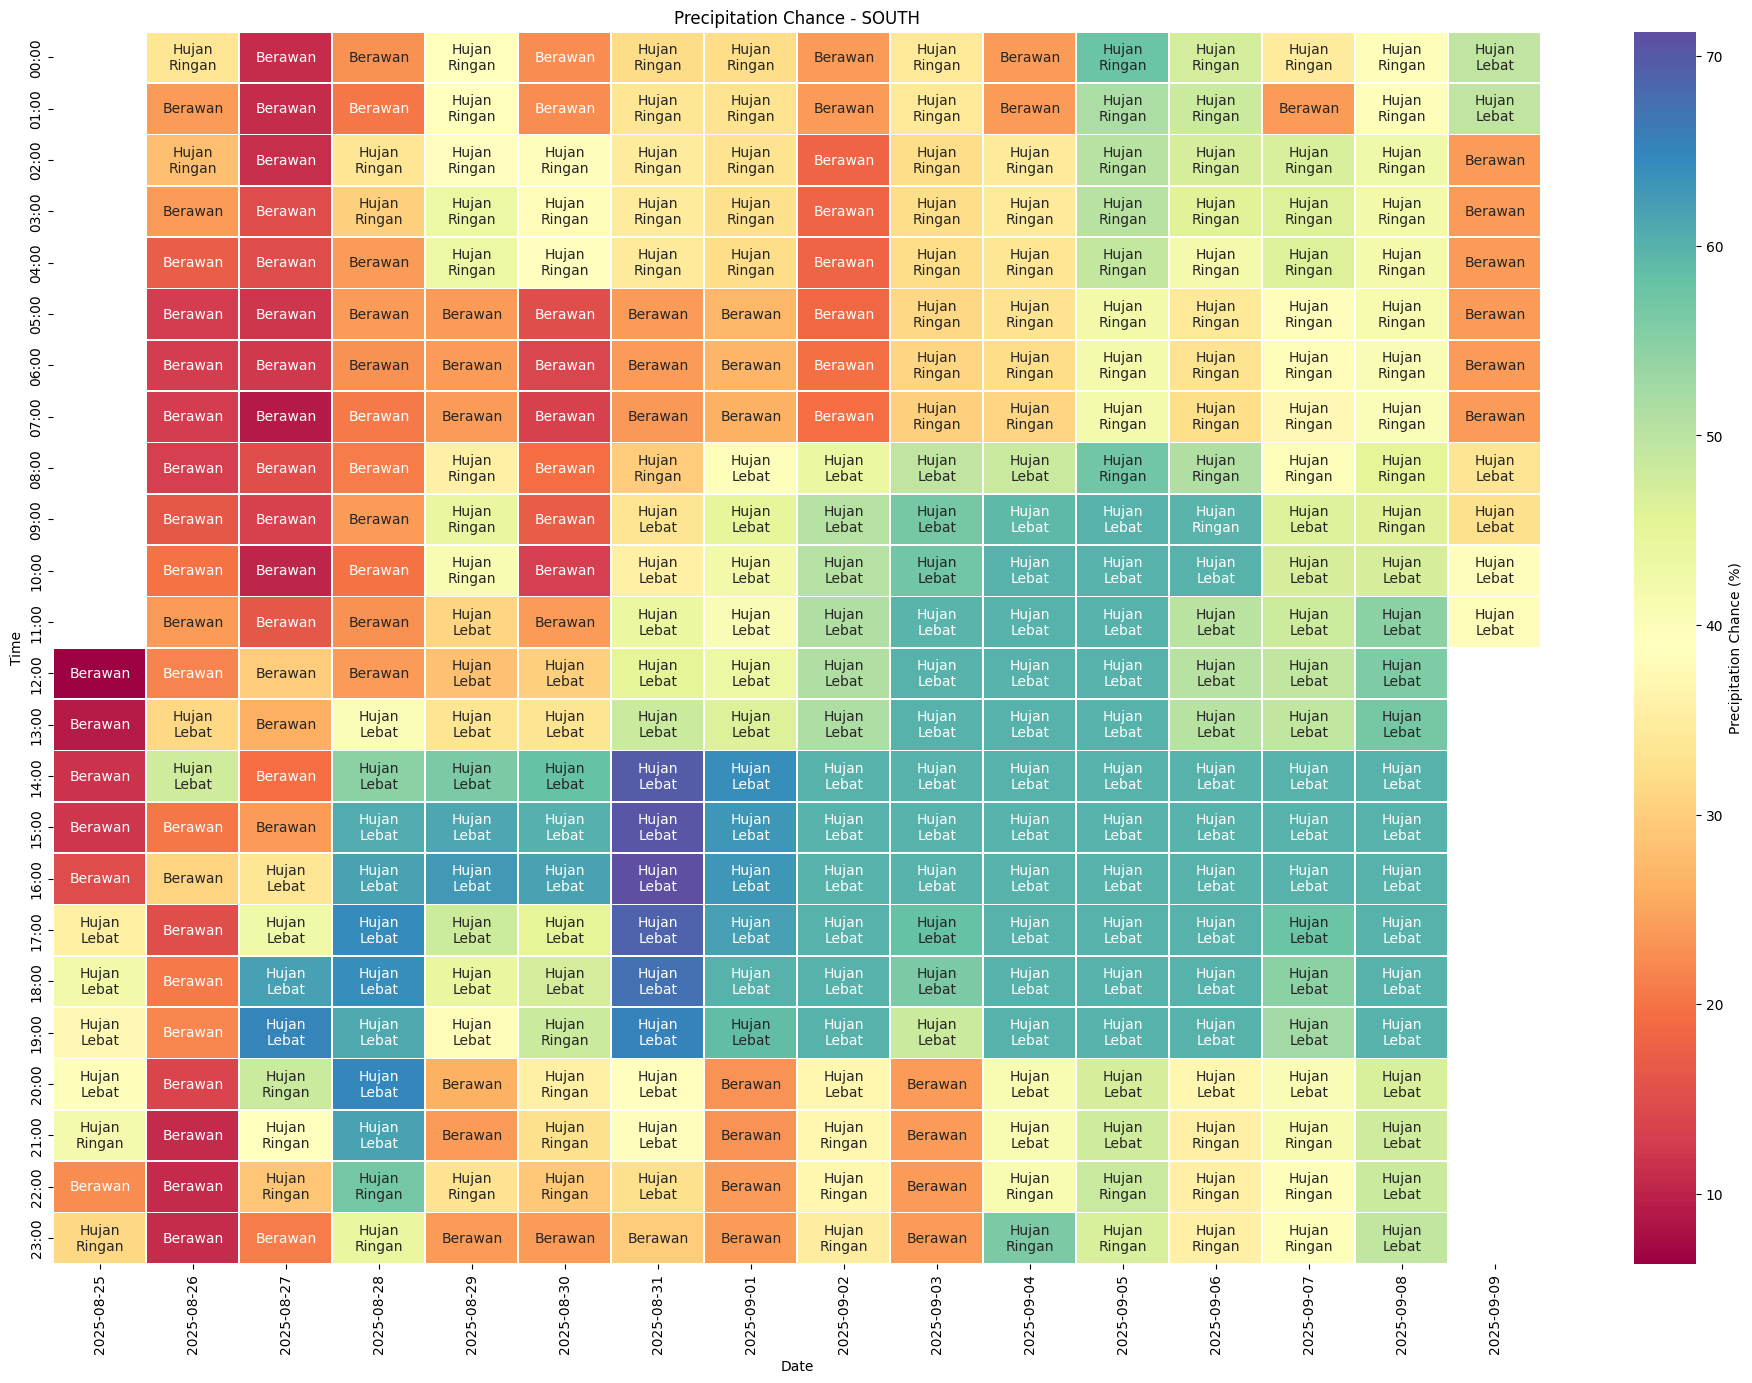 Precipitation Chance - SOUTH
00:00 Hujan Ringan Berawan Berawan Hujan Ringan Berawan Hujan Ringan Hujan Ringan Berawan Hujan Ringan Berawan Hujan Ringan Hujan Ringan Hujan Ringan Hujan Ringan Hujan Lebat
01:00 Berawan Berawan Berawan Hujan Ringan Berawan Hujan Ringan Hujan Ringan Berawan Hujan Ringan Berawan Hujan Ringan Hujan Ringan Berawan Hujan Ringan Hujan Lebat
02:00 Hujan Ringan Berawan Hujan Ringan Hujan Ringan Hujan Ringan Hujan Ringan Hujan Ringan Berawan Hujan Ringan Hujan Ringan Hujan Ringan Hujan Ringan Hujan Ringan Hujan Ringan Berawan
03:00 Berawan Berawan Hujan Ringan Hujan Ringan Hujan Ringan Hujan Ringan Hujan Ringan Berawan Hujan Ringan Hujan Ringan Hujan Ringan Hujan Ringan Hujan Ringan Hujan Ringan Berawan
04:00 Berawan Berawan Berawan Hujan Ringan Hujan Ringan Hujan Ringan Hujan Ringan Berawan Hujan Ringan Hujan Ringan Hujan Ringan Hujan Ringan Hujan Ringan Hujan Ringan Berawan
05:00 Berawan Berawan Berawan Berawan Berawan Berawan Berawan Berawan Hujan Ringan Hujan Ringan Hujan Ringan Hujan Ringan Hujan Ringan Hujan Ringan Berawan
06:00 Berawan Berawan Berawan Berawan Berawan Berawan Berawan Berawan Hujan Ringan Hujan Ringan Hujan Ringan Hujan Ringan Hujan Ringan Hujan Ringan Berawan
07:00 Berawan Berawan Berawan Berawan Berawan Berawan Berawan Berawan Hujan Ringan Hujan Ringan Hujan Ringan Hujan Ringan Hujan Ringan Hujan Ringan Berawan
08:00 Berawan Berawan Berawan Hujan Ringan Berawan Hujan Ringan Hujan Lebat Hujan Lebat Hujan Lebat Hujan Lebat Hujan Ringan Hujan Ringan Hujan Ringan Hujan Ringan Hujan Lebat
09:00 Berawan Berawan Berawan Hujan Ringan Berawan Hujan Lebat Hujan Lebat Hujan Lebat Hujan Lebat Hujan Lebat Hujan Lebat Hujan Ringan Hujan Lebat Hujan Ringan Hujan Lebat
10:00 Berawan Berawan Berawan Hujan Ringan Berawan Hujan Lebat Hujan Lebat Hujan Lebat Hujan Lebat Hujan Lebat Hujan Lebat Hujan Lebat Hujan Lebat Hujan Lebat Hujan Lebat
11:00 Berawan Berawan Berawan Hujan Lebat Berawan Hujan Lebat Hujan Lebat Hujan Lebat Hujan Lebat Hujan Lebat Hujan Lebat Hujan Lebat Hujan Lebat Hujan Lebat Hujan Lebat
12:00 Berawan Berawan Berawan Berawan Hujan Lebat Hujan Lebat Hujan Lebat Hujan Lebat Hujan Lebat Hujan Lebat Hujan Lebat Hujan Lebat Hujan Lebat Hujan Lebat Hujan Lebat
13:00 Berawan Hujan Lebat Berawan Hujan Lebat Hujan Lebat Hujan Lebat Hujan Lebat Hujan Lebat Hujan Lebat Hujan Lebat Hujan Lebat Hujan Lebat Hujan Lebat Hujan Lebat Hujan Lebat
14:00 Berawan Hujan Lebat Berawan Hujan Lebat Hujan Lebat Hujan Lebat Hujan Lebat Hujan Lebat Hujan Lebat Hujan Lebat Hujan Lebat Hujan Lebat Hujan Lebat Hujan Lebat Hujan Lebat
15:00 Berawan Berawan Berawan Hujan Lebat Hujan Lebat Hujan Lebat Hujan Lebat Hujan Lebat Hujan Lebat Hujan Lebat Hujan Lebat Hujan Lebat Hujan Lebat Hujan Lebat Hujan Lebat
16:00 Berawan Berawan Hujan Lebat Hujan Lebat Hujan Lebat Hujan Lebat Hujan Lebat Hujan Lebat Hujan Lebat Hujan Lebat Hujan Lebat Hujan Lebat Hujan Lebat Hujan Lebat Hujan Lebat
17:00 Hujan Lebat Berawan Hujan Lebat Hujan Lebat Hujan Lebat Hujan Lebat Hujan Lebat Hujan Lebat Hujan Lebat Hujan Lebat Hujan Lebat Hujan Lebat Hujan Lebat Hujan Lebat Hujan Lebat
18:00 Hujan Lebat Berawan Hujan Lebat Hujan Lebat Hujan Lebat Hujan Lebat Hujan Lebat Hujan Lebat Hujan Lebat Hujan Lebat Hujan Lebat Hujan Lebat Hujan Lebat Hujan Lebat Hujan Lebat
19:00 Hujan Lebat Berawan Hujan Lebat Hujan Lebat Hujan Lebat Hujan Ringan Hujan Lebat Hujan Lebat Hujan Lebat Hujan Lebat Hujan Lebat Hujan Lebat Hujan Lebat Hujan Lebat Hujan Lebat
20:00 Hujan Lebat Berawan Hujan Ringan Hujan Lebat Berawan Hujan Ringan Hujan Lebat Berawan Hujan Lebat Berawan Hujan Lebat Hujan Lebat Hujan Lebat Hujan Lebat Hujan Lebat
21:00 Hujan Ringan Berawan Hujan Ringan Hujan Lebat Berawan Hujan Ringan Hujan Lebat Berawan Hujan Ringan Berawan Hujan Lebat Hujan Lebat Hujan Ringan Hujan Ringan Hujan Lebat
22:00 Berawan Berawan Hujan Ringan Hujan Ringan Hujan Ringan Hujan Ringan Hujan Lebat Berawan Hujan Ringan Berawan Hujan Ringan Hujan Ringan Hujan Ringan Hujan Ringan Hujan Lebat
23:00 Hujan Ringan Berawan Berawan Hujan Ringan Berawan Berawan Berawan Berawan Hujan Ringan Berawan Hujan Ringan Hujan Ringan Hujan Ringan Hujan Ringan Hujan Lebat
Time
2025-08-25 2025-08-26 2025-08-27 2025-08-28 2025-08-29 2025-08-30 2025-08-31 2025-09-01 2025-09-02 2025-09-03 2025-09-04 2025-09-05 2025-09-06 2025-09-07 2025-09-08 2025-09-09
Date
70
60
50
40
30
20
10
Precipitation Chance (%)